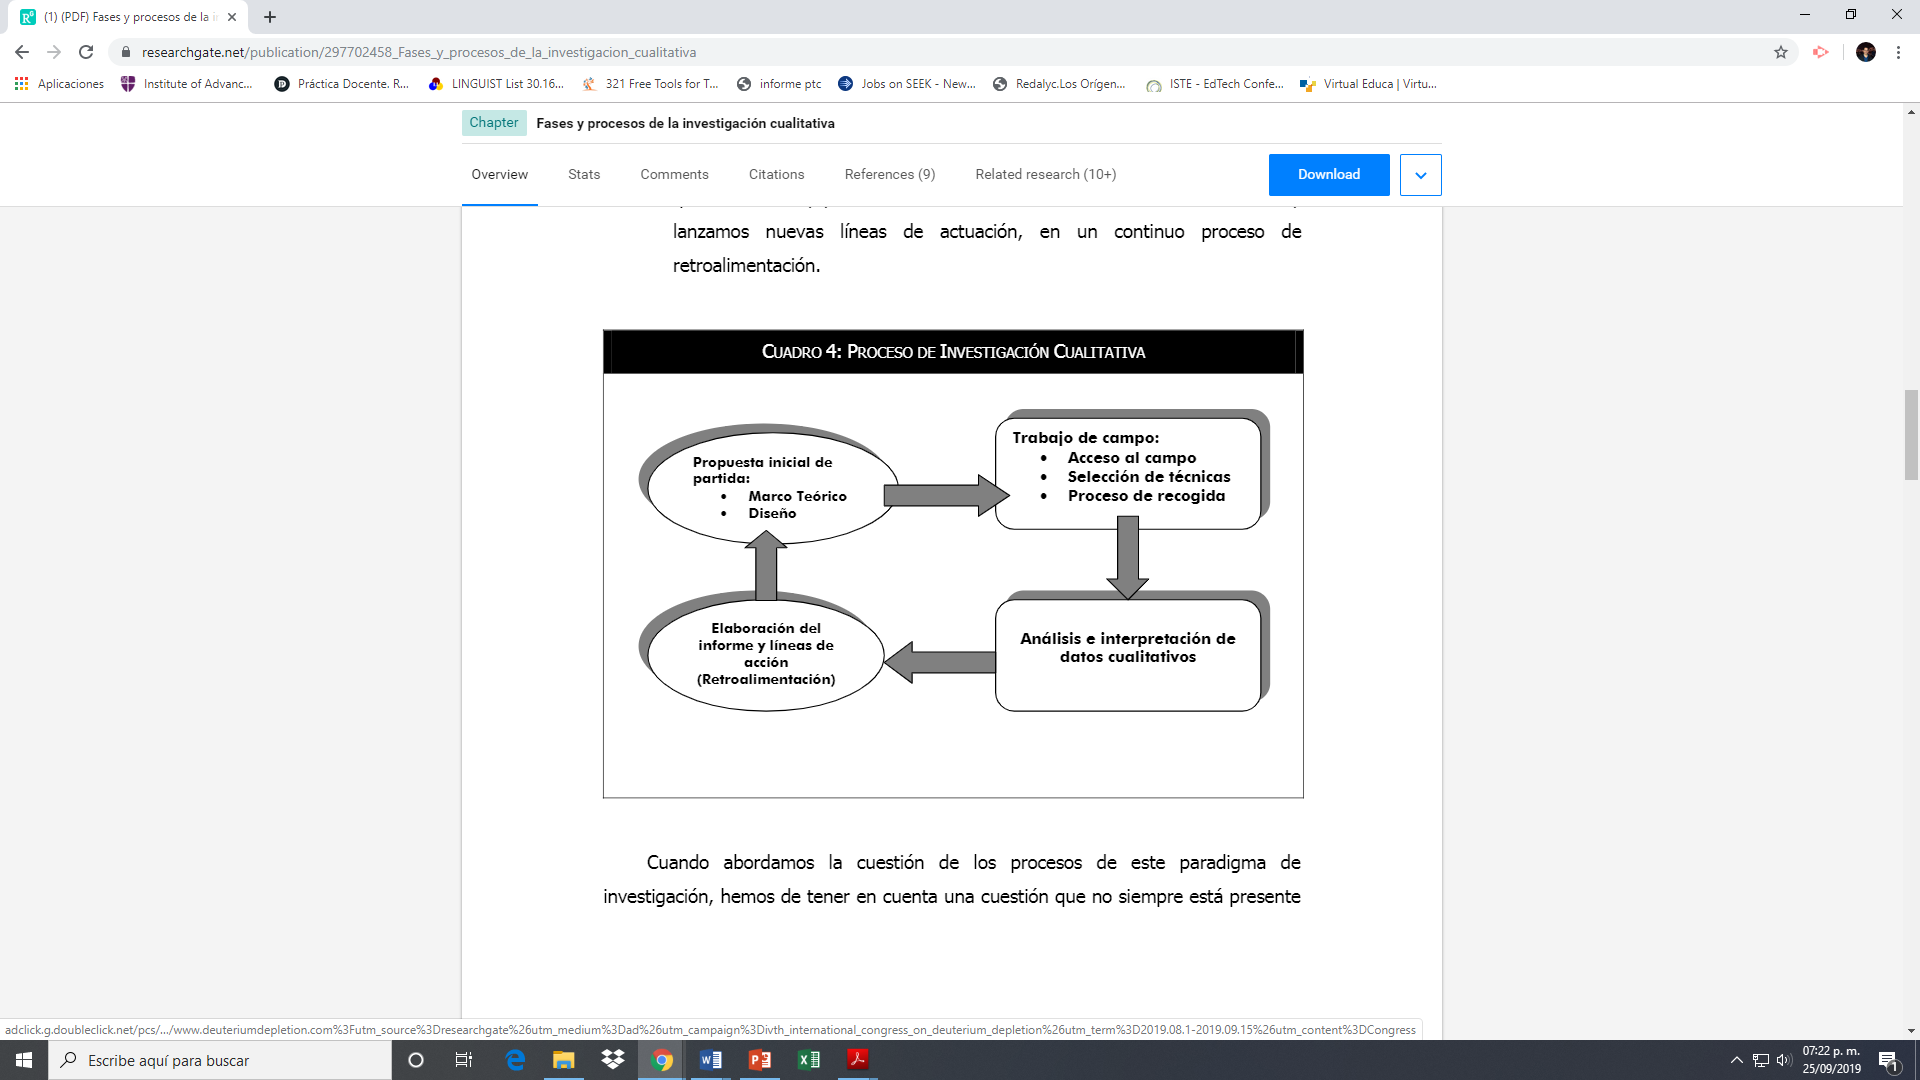 (1) (PDF) Fases y procesos de la i
researchgate.net/publication/297702458_Fases_y_procesos_de_la_investigacion_cualitativa
Aplicaciones
Institute of Advanc...
Práctica Docente. R...
LINGUIST List 30.16...
321 Free Tools for T...
informe ptc
Jobs on SEEK - New...
Redalyc.Los Orígen...
ISTE - EdTech Confe...
Virtual Educa | Virtu...
Chapter
Fases y procesos de la investigación cualitativa
Overview
Stats
Comments
Citations
References (9)
Related research (10+)
Download
lanzamos nuevas líneas de actuación, en un continuo proceso de
retroalimentación.
CUADRO 4: PROCESO DE INVESTIGACIÓN CUALITATIVA
Propuesta inicial de
partida:
• Marco Teórico
• Diseño
Trabajo de campo:
• Acceso al campo
• Selección de técnicas
• Proceso de recogida
Elaboración del
informe y líneas de
acción
(Retroalimentación)
Análisis e interpretación de
datos cualitativos
Cuando abordamos la cuestión de los procesos de este paradigma de
investigación, hemos de tener en cuenta una cuestión que no siempre está presente
adclick.g.doubleclick.net/pcs/.../www.deuteriumdepletion.com%3Futm_source%3Dresearchgate%26utm_medium%3Dad%26utm_campaign%3Divth_international_congress_on_deuterium_depletion%26utm_term%3D2019.08.1-2019.09.15%26utm_content%3DCongress
Escribe aquí para buscar
07:22 p. m.
25/09/2019
1